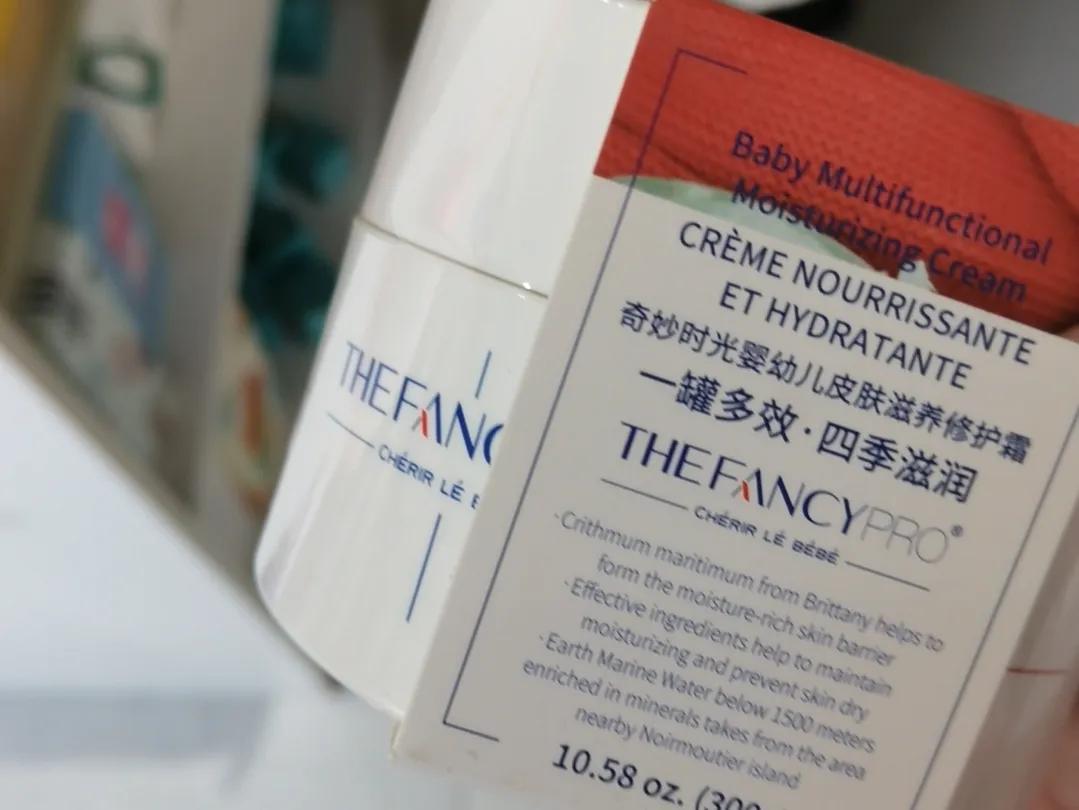 Baby Multifunctional
Moisturizing Cream
CRÈME NOURRISSANTE
ET HYDRATANTE
奇妙时光婴幼儿皮肤滋养修护霜
一罐多效·四季滋润
THEFANCYPRO®
CHÉRIR LÉ BÉBÉ
·Crithmum maritimum from Brittany helps to
form the moisture-rich skin barrier
·Effective ingredients help to maintain
moisturizing and prevent skin dry
·Earth Marine Water below 1500 meters
enriched in minerals takes from the area
nearby Noirmoutier island
10.58 oz. (300
THEFANC
CHÉRIR LÉ